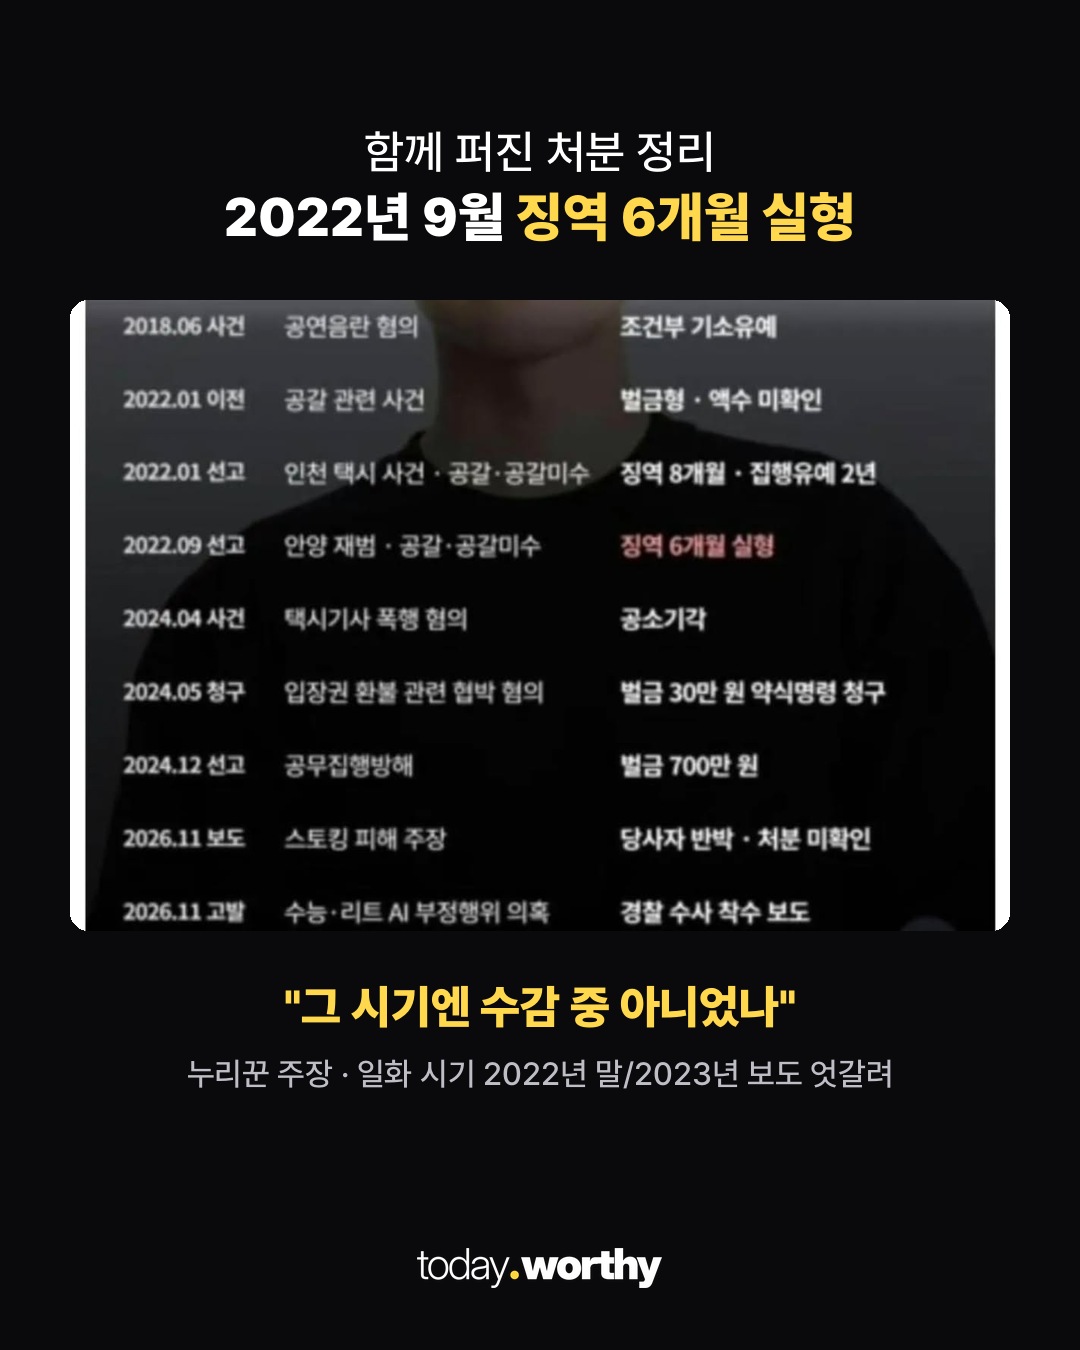 함께 퍼진 처분 정리
2022년 9월 징역 6개월 실형
2018.06 사건 공연음란 혐의 조건부 기소유예
2022.01 이전 공갈 관련 사건 벌금형 · 액수 미확인
2022.01 선고 인천 택시 사건 · 공갈·공갈미수 징역 8개월 · 집행유예 2년
2022.09 선고 안양 재범 · 공갈·공갈미수 징역 6개월 실형
2024.04 사건 택시기사 폭행 혐의 공소기각
2024.05 청구 입장권 환불 관련 협박 혐의 벌금 30만 원 약식명령 청구
2024.12 선고 공무집행방해 벌금 700만 원
2026.11 보도 스토킹 피해 주장 당사자 반박 · 처분 미확인
2026.11 고발 수능·리트 AI 부정행위 의혹 경찰 수사 착수 보도
"그 시기엔 수감 중 아니었나"
누리꾼 주장 · 일화 시기 2022년 말/2023년 보도 엇갈려
today.worthy